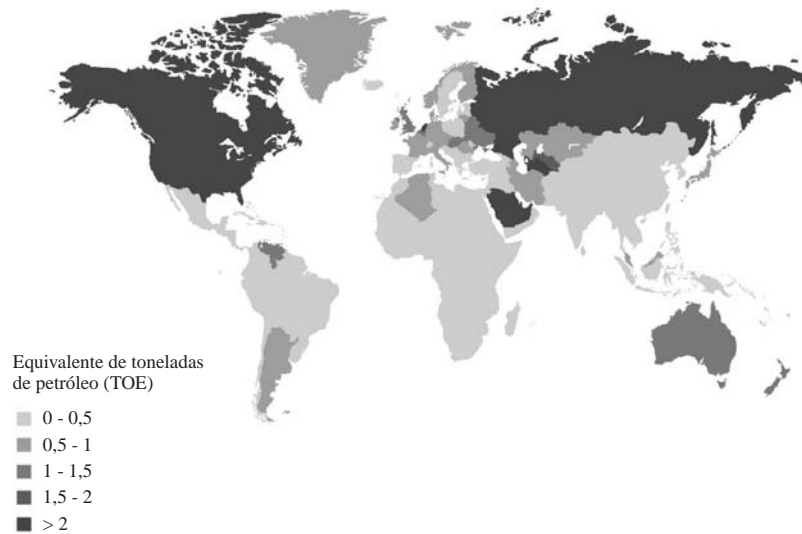 Equivalente de toneladas
de petróleo (TOE)
0 - 0,5
0,5 - 1
1 - 1,5
1,5 - 2
> 2